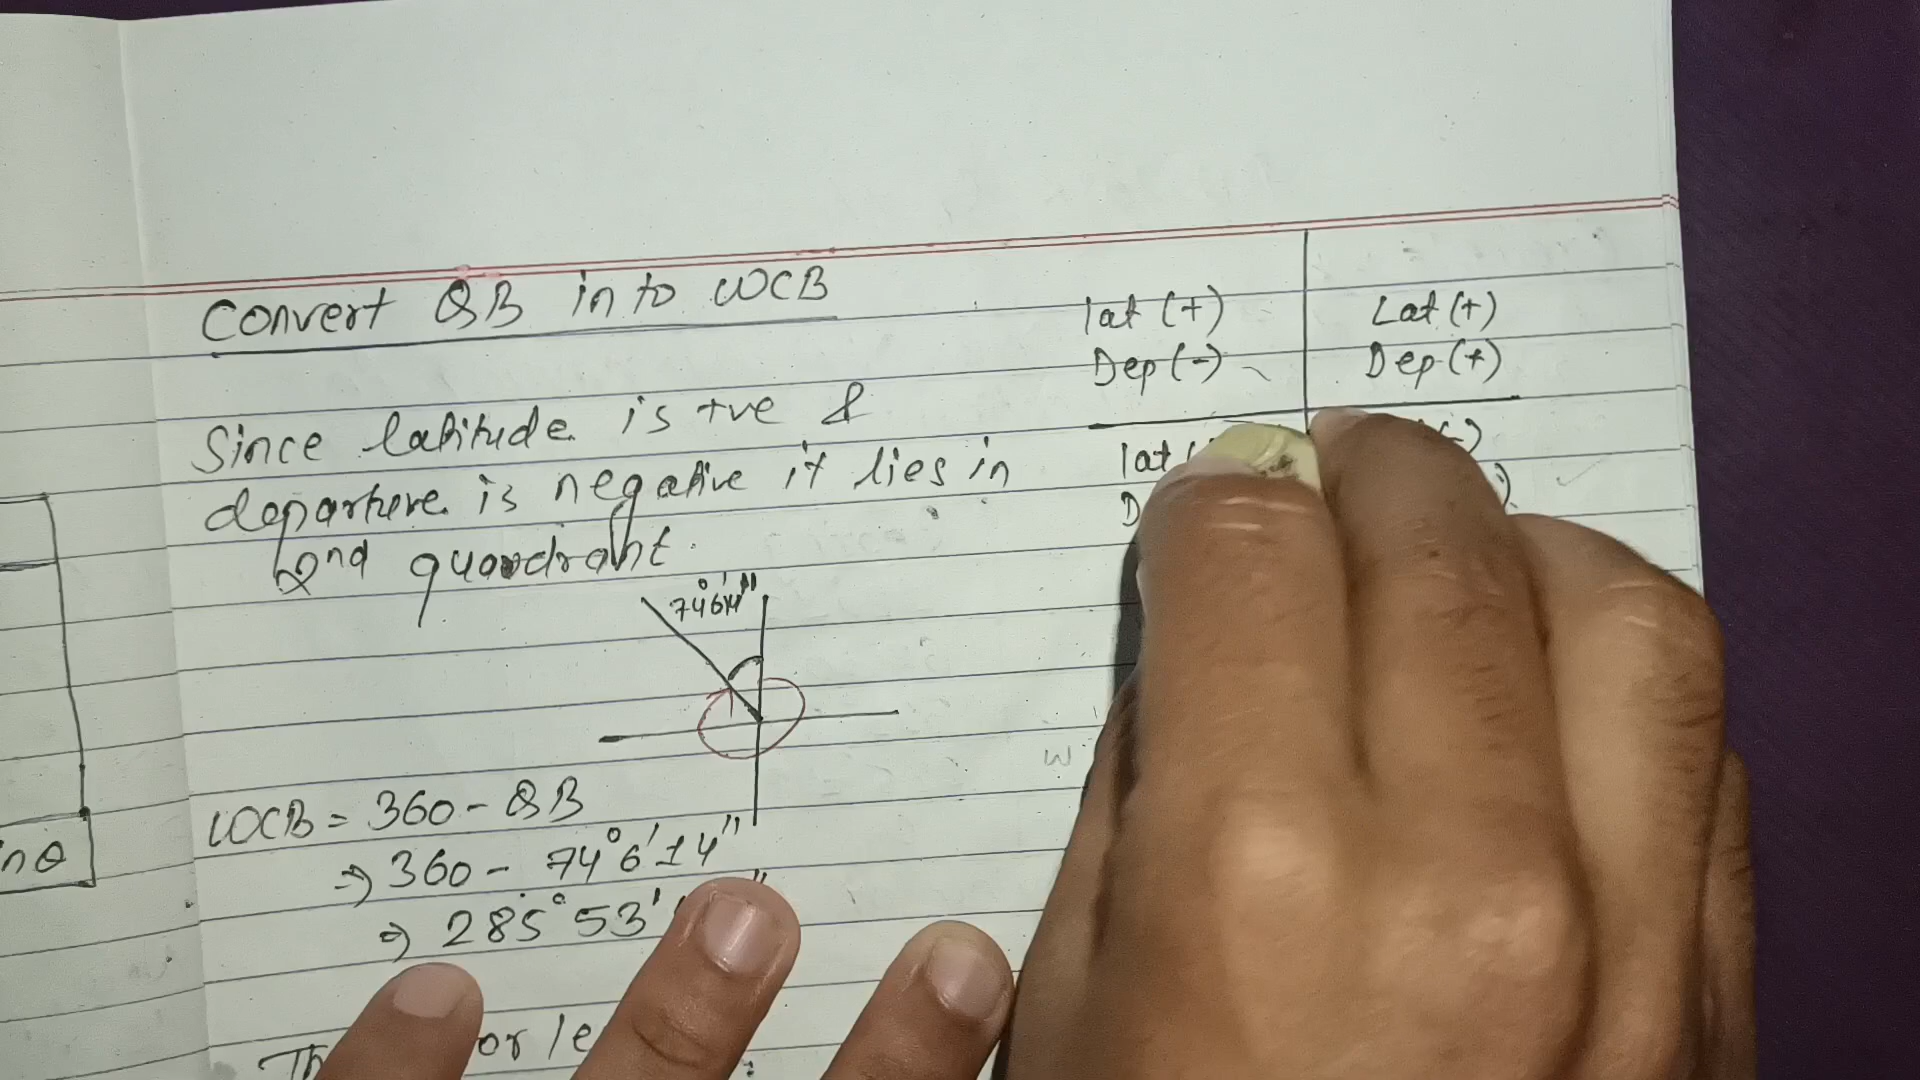 Convert QB in to WCB
Since latitude is +ve &
departure is negative it lies in
2nd quadrant.
74°6'14"
WCB = 360 - QB
⇒ 360 - 74°6'14"
⇒ 285°53'
or le
nθ
lat (+)
Dep (-)
Lat (+)
Dep (+)
lat (
D
(-)
)
W